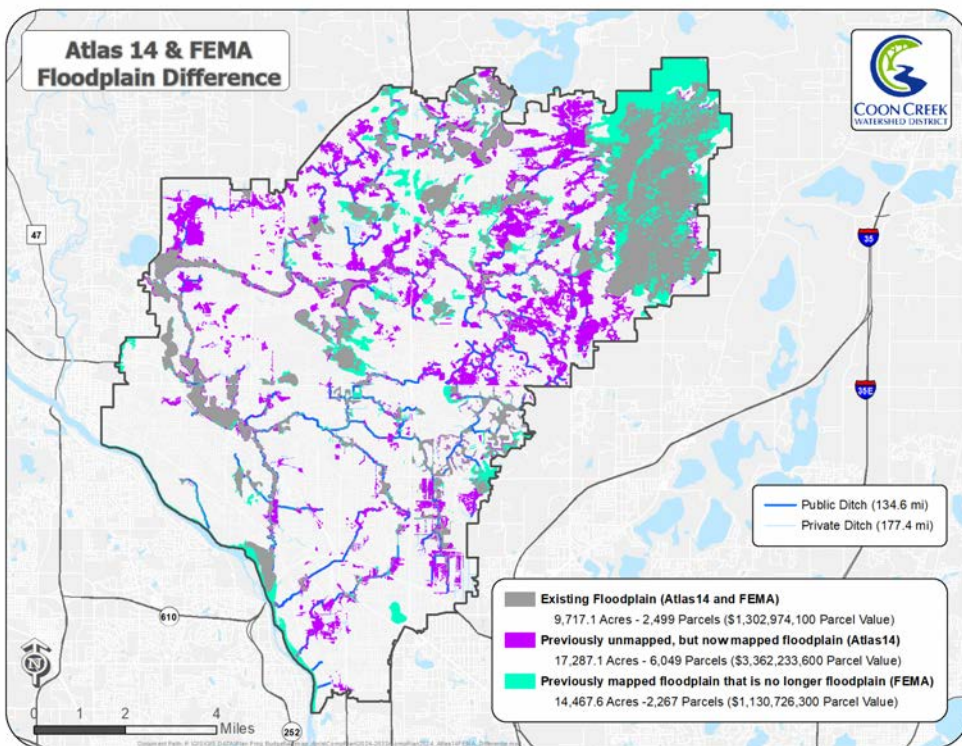 Atlas 14 & FEMA
Floodplain Difference
COON CREEK
WATERSHED DISTRICT
47
35
35E
Public Ditch (134.6 mi)
Private Ditch (177.4 mi)
Existing Floodplain (Atlas14 and FEMA)
9,717.1 Acres - 2,499 Parcels ($1,302,974,100 Parcel Value)
Previously unmapped, but now mapped floodplain (Atlas14)
17,287.1 Acres - 6,049 Parcels ($3,362,233,600 Parcel Value)
Previously mapped floodplain that is no longer floodplain (FEMA)
14,467.6 Acres -2,267 Parcels ($1,130,726,300 Parcel Value)
610
N
0 1 2 4
Miles
252
Document Path: